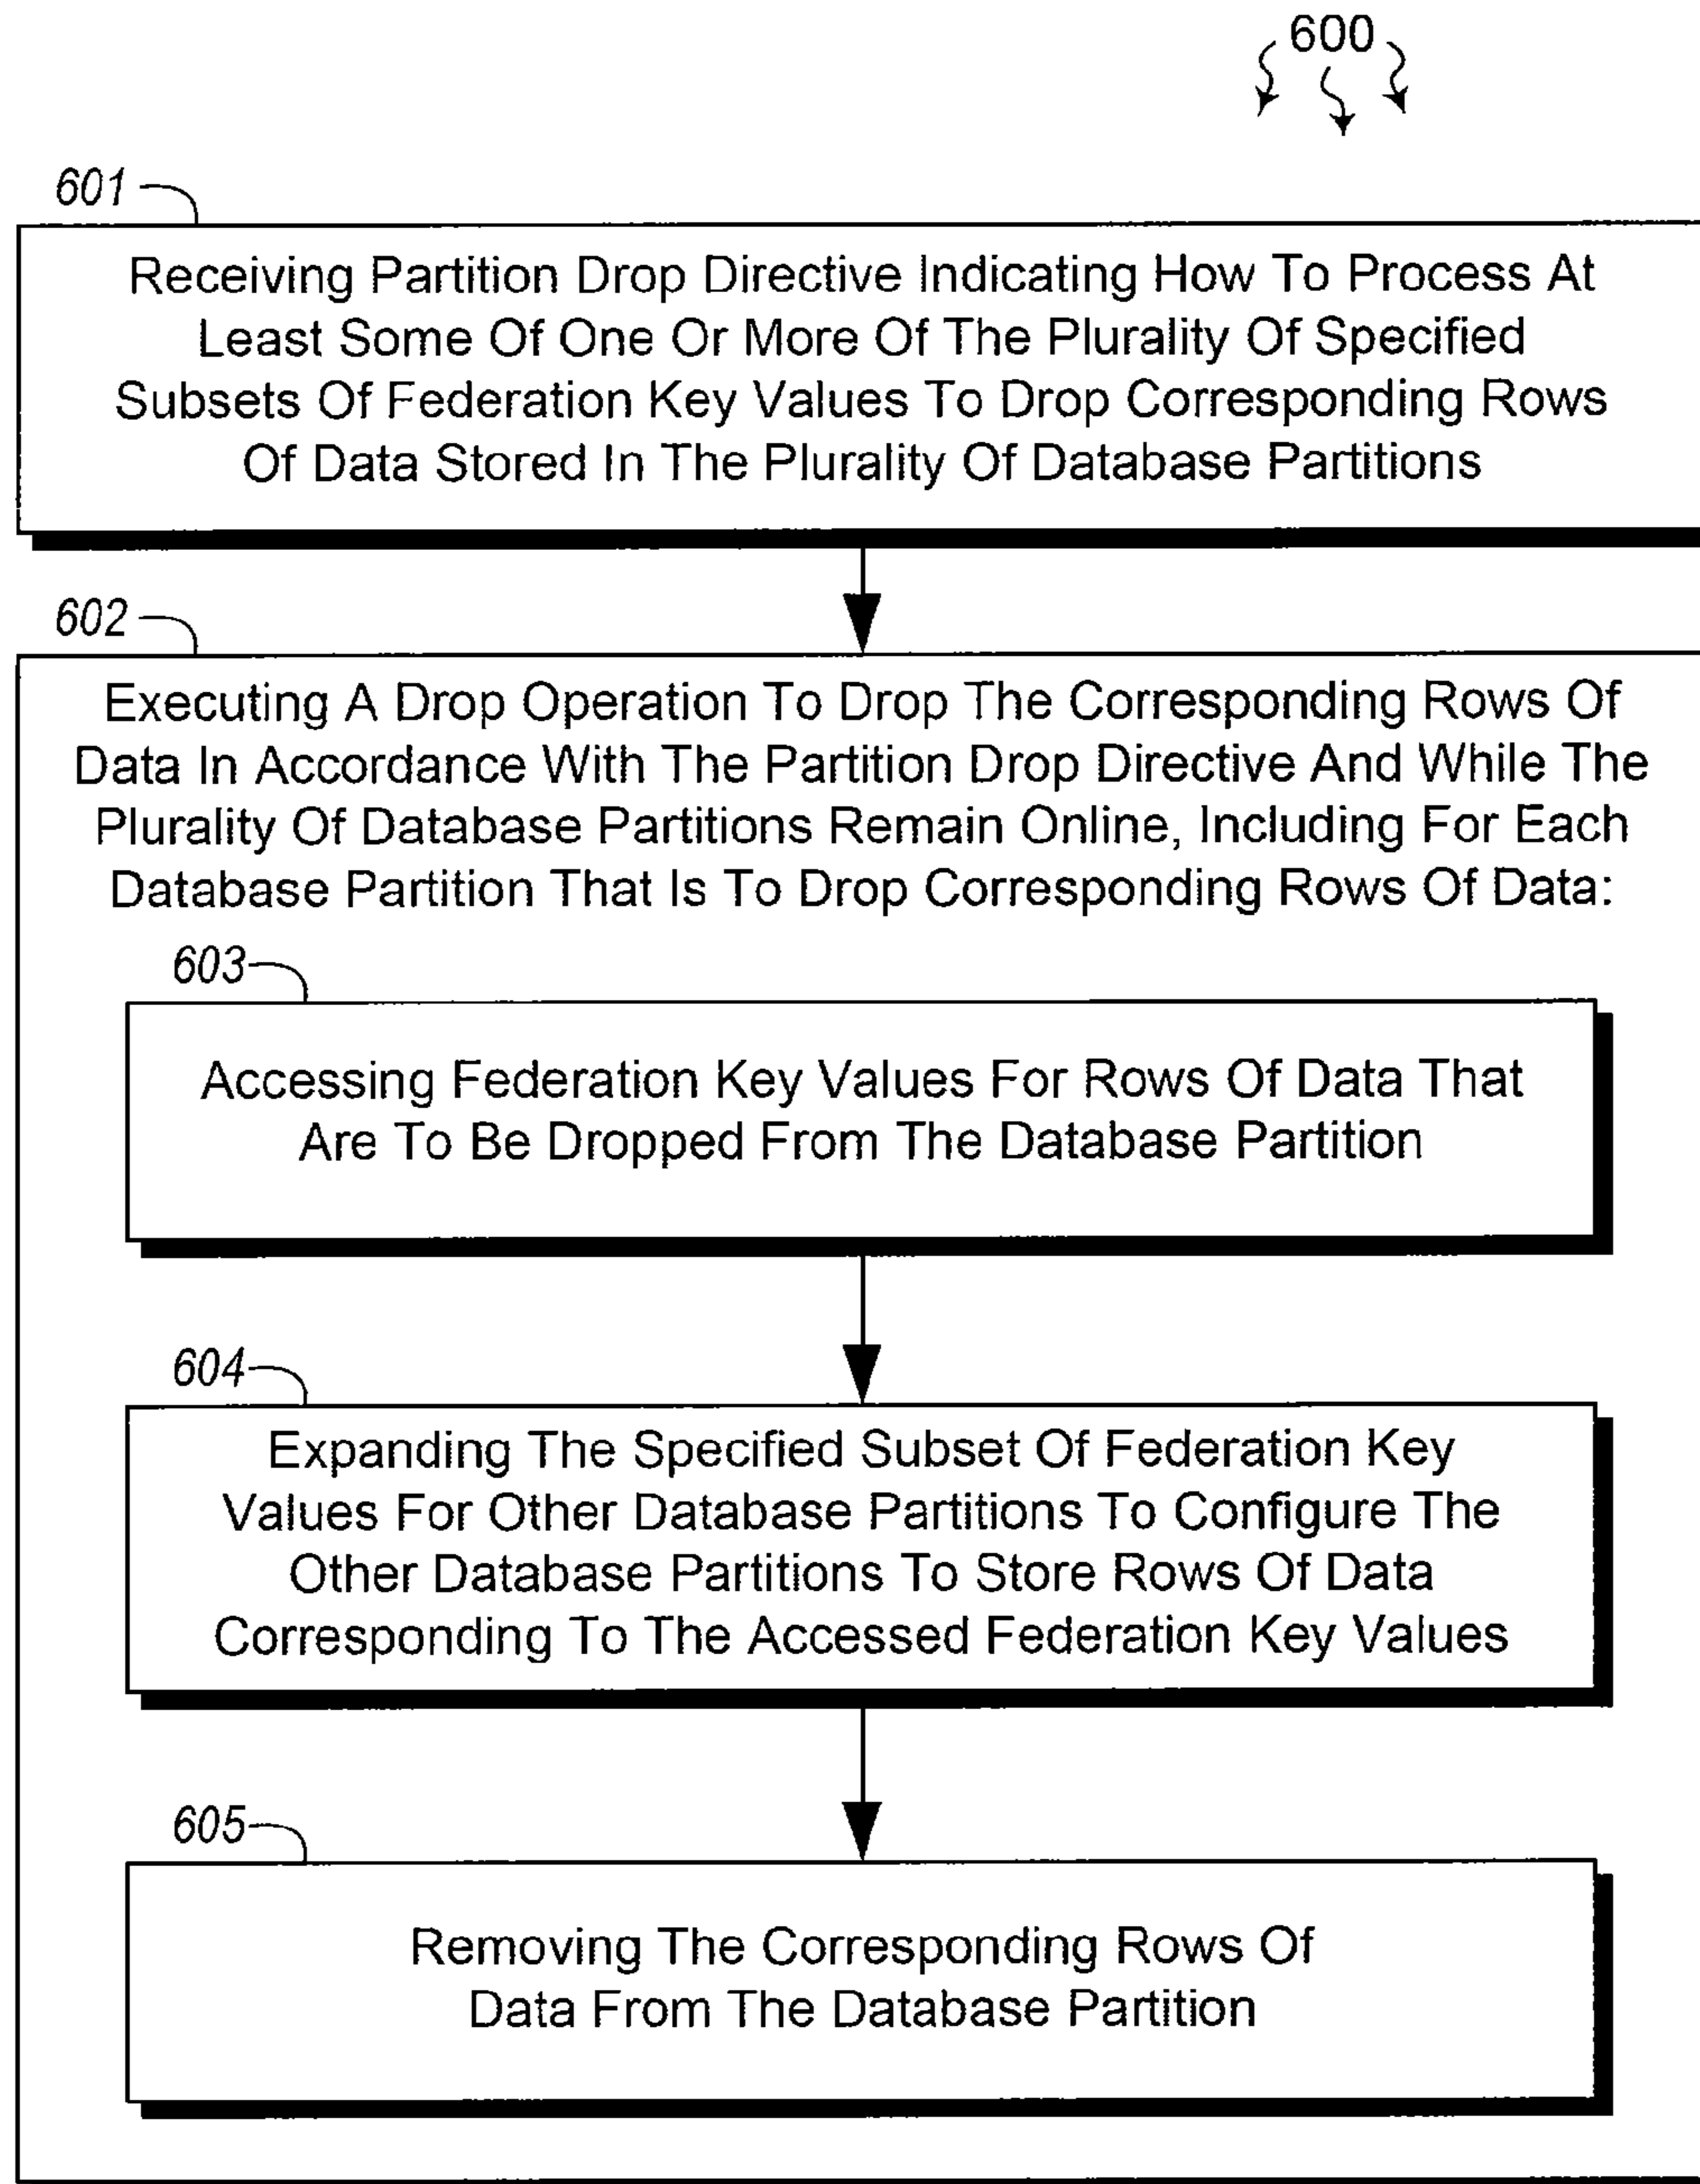 600
601
Receiving Partition Drop Directive Indicating How To Process At
Least Some Of One Or More Of The Plurality Of Specified
Subsets Of Federation Key Values To Drop Corresponding Rows
Of Data Stored In The Plurality Of Database Partitions
602
Executing A Drop Operation To Drop The Corresponding Rows Of
Data In Accordance With The Partition Drop Directive And While The
Plurality Of Database Partitions Remain Online, Including For Each
Database Partition That Is To Drop Corresponding Rows Of Data:
603
Accessing Federation Key Values For Rows Of Data That
Are To Be Dropped From The Database Partition
604
Expanding The Specified Subset Of Federation Key
Values For Other Database Partitions To Configure The
Other Database Partitions To Store Rows Of Data
Corresponding To The Accessed Federation Key Values
605
Removing The Corresponding Rows Of
Data From The Database Partition